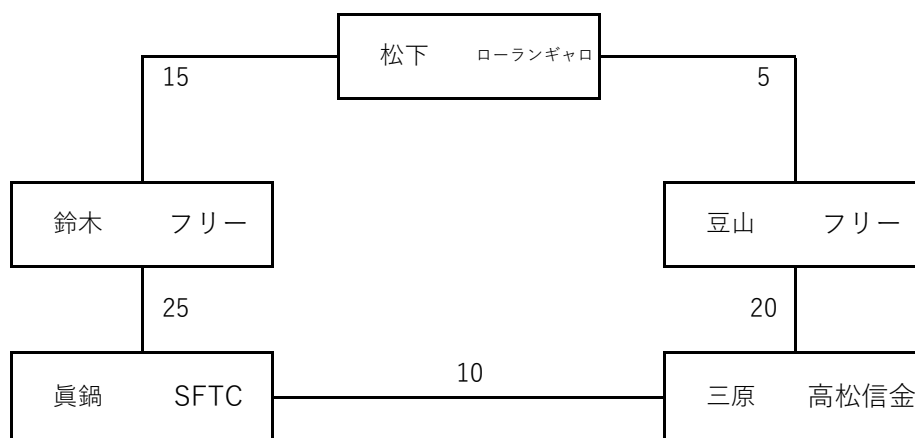 松下 ローランギャロ
15
5
鈴木 フリー
豆山 フリー
25
20
眞鍋 SFTC
10
三原 高松信金